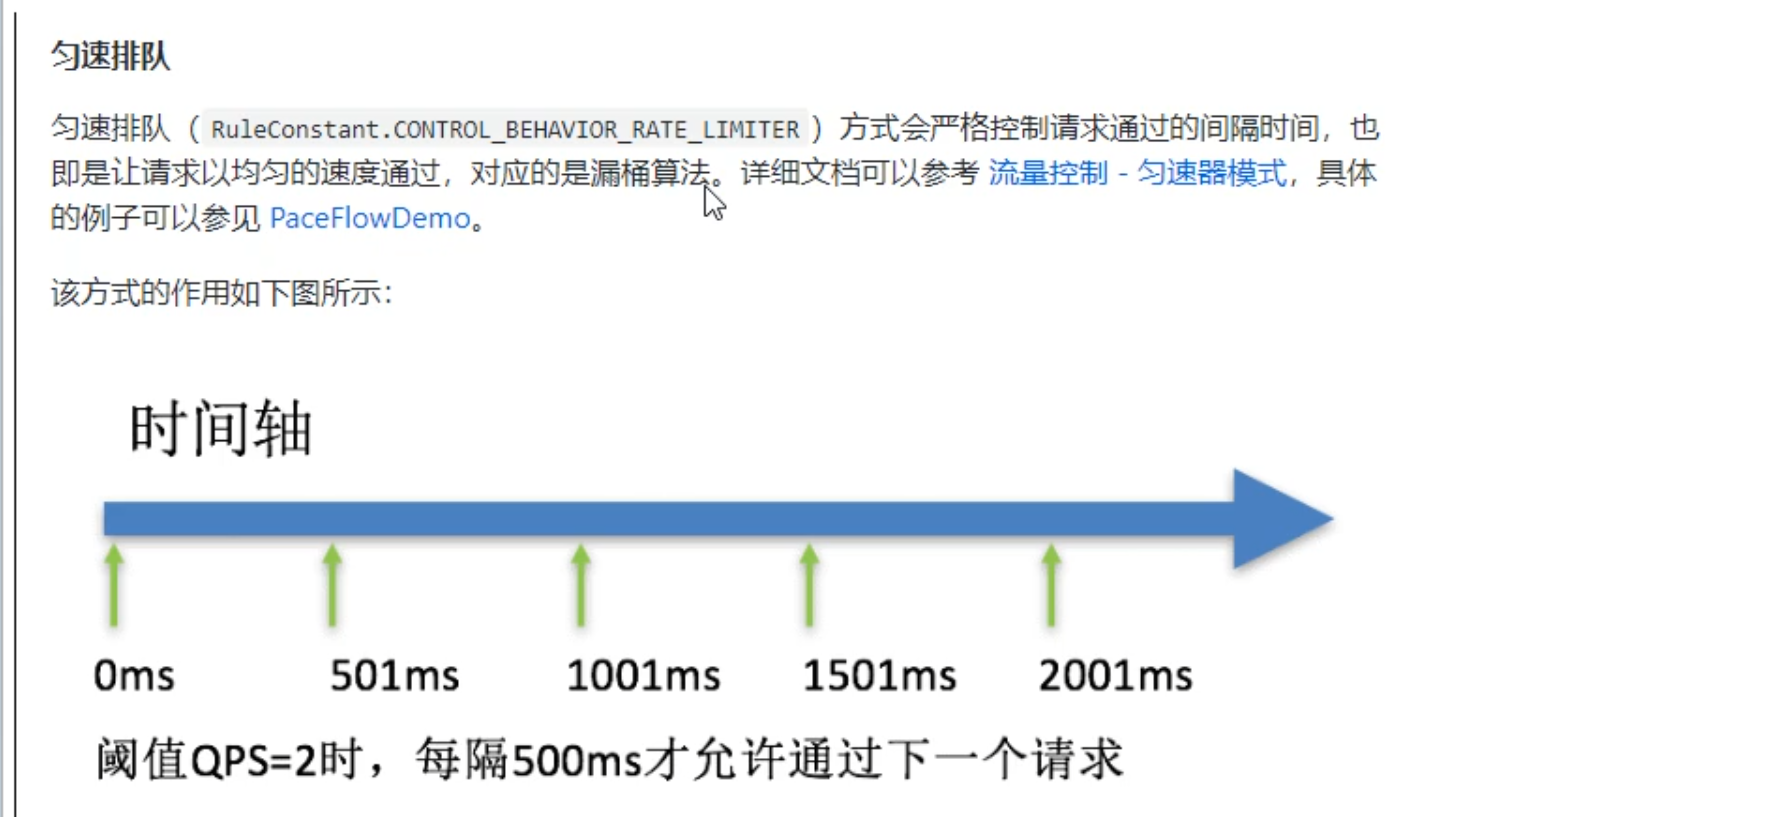 匀速排队
匀速排队（RuleConstant.CONTROL_BEHAVIOR_RATE_LIMITER）方式会严格控制请求通过的间隔时间，也
即是让请求以均匀的速度通过，对应的是漏桶算法。详细文档可以参考 流量控制 - 匀速器模式，具体
的例子可以参见 PaceFlowDemo。
该方式的作用如下图所示：
时间轴
0ms 501ms 1001ms 1501ms 2001ms
阈值QPS=2时，每隔500ms才允许通过下一个请求